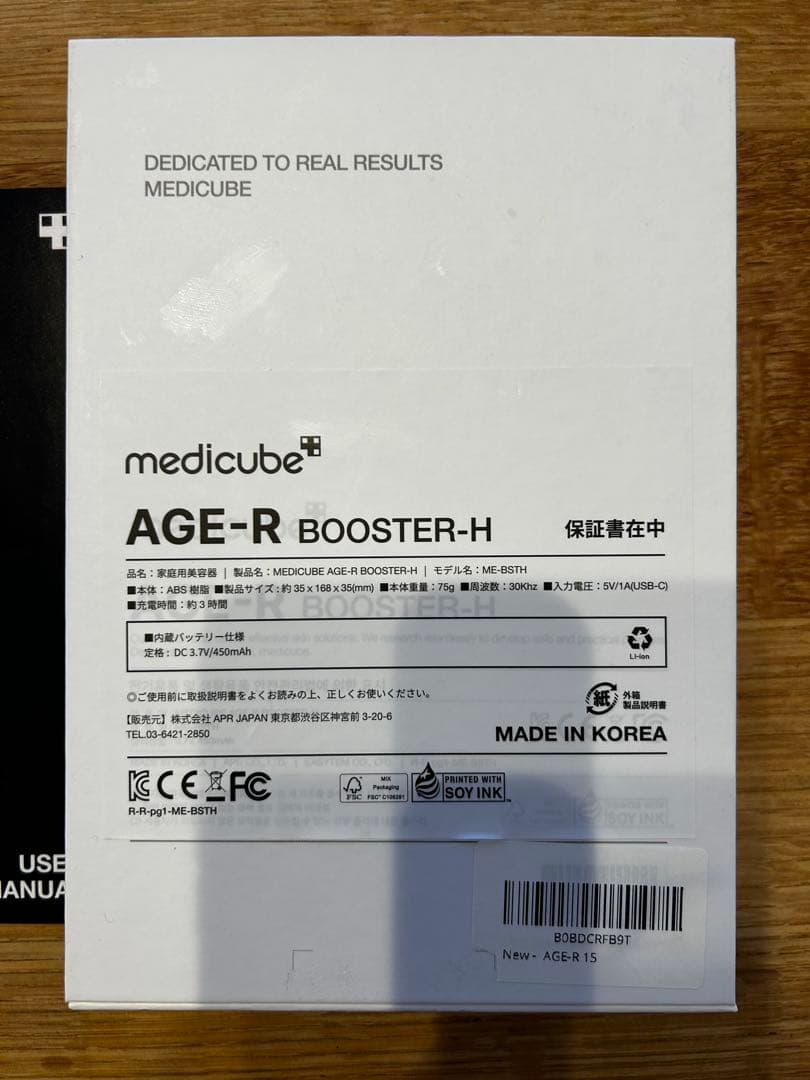 DEDICATED TO REAL RESULTS
MEDICUBE
medicube
AGE-R BOOSTER-H 保証書在中
品名：家庭用美容器 | 製品名：MEDICUBE AGE-R BOOSTER-H | モデル名：ME-BSTH
■本体：ABS 樹脂 ■製品サイズ：約 35 x 168 x 35(mm) ■本体重量：75g ■周波数：30Khz ■入力電圧：5V/1A(USB-C)
■充電時間：約 3 時間
■内蔵バッテリー仕様
定格：DC 3.7V/450mAh
Li-ion
◎ご使用前に取扱説明書をよくお読みの上、正しくお使いください。
紙 外箱
製品説明書
【販売元】株式会社 APR JAPAN 東京都渋谷区神宮前 3-20-6
TEL.03-6421-2850
MADE IN KOREA
KC CE FC
R-R-pg1-ME-BSTH
FSC
MIX
Packaging
FSC® C106281
PRINTED WITH
SOY INK™
USE
MANUA
B0BDCRFB9T
New - AGE-R 15